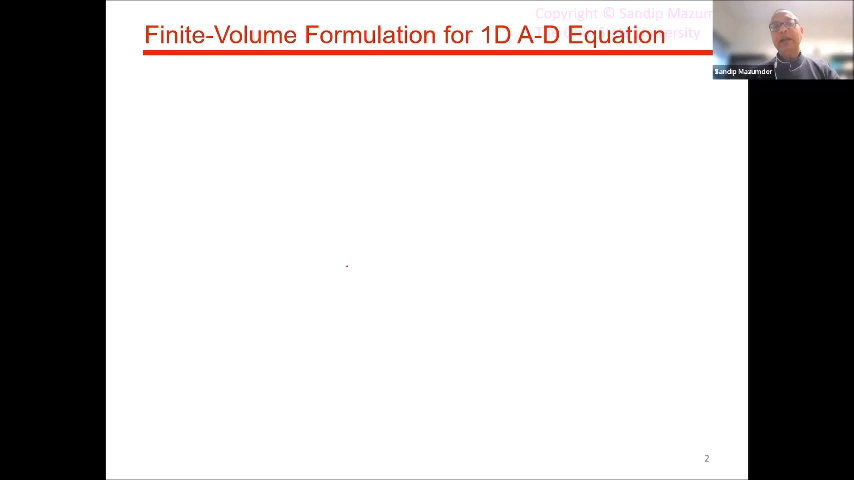 Copyright © Sandip Mazum
Finite-Volume Formulation for 1D A-D Equation
Sandip Mazumder
2